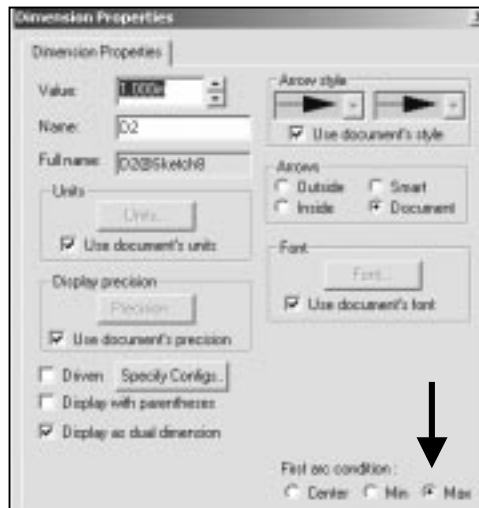 Dimension Properties
Dimension Properties
Value:
1.000in
Name:
D2
Full name:
D2@Sketch8
Units
Units...
Use document's units
Display precision
Precision...
Use document's precision
Driven
Specify Configs..
Display with parentheses
Display as dual dimension
Arrow style
Use document's style
Arrows
Outside
Smart
Inside
Document
Font
Font...
Use document's font
First arc condition :
Center
Min
Max